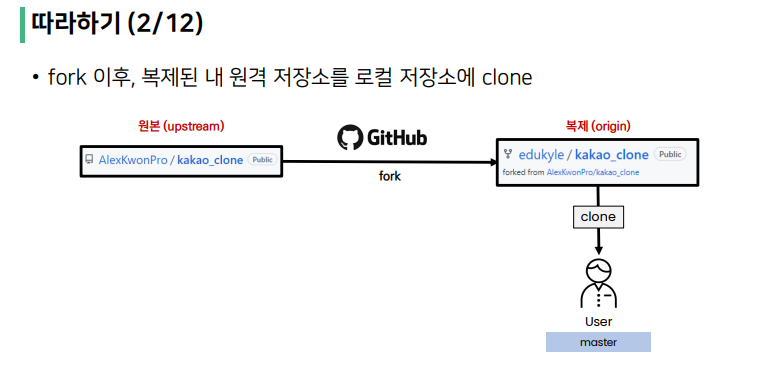 따라하기 (2/12)
• fork 이후, 복제된 내 원격 저장소를 로컬 저장소에 clone
원본 (upstream)
AlexKwonPro / kakao_clone Public
GitHub
fork
복제 (origin)
edukyle / kakao_clone Public
forked from AlexKwonPro/kakao_clone
clone
User
master